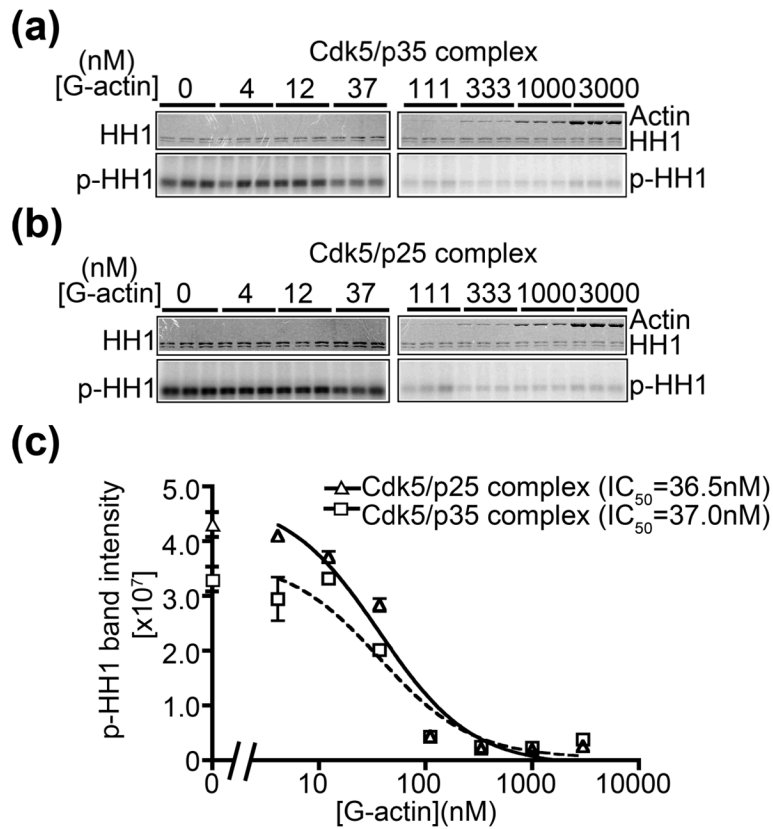 (a)
Cdk5/p35 complex
(nM)
[G-actin] 0 4 12 37 111 333 1000 3000
HH1 Actin
HH1
p-HH1 p-HH1
(b)
Cdk5/p25 complex
(nM)
[G-actin] 0 4 12 37 111 333 1000 3000
HH1 Actin
HH1
p-HH1 p-HH1
(c)
p-HH1 band intensity
[x10⁷]
5.0
4.0
3.0
2.0
1.0
0
Cdk5/p25 complex (IC₅₀=36.5nM)
Cdk5/p35 complex (IC₅₀=37.0nM)
0 10 100 1000 10000
[G-actin](nM)